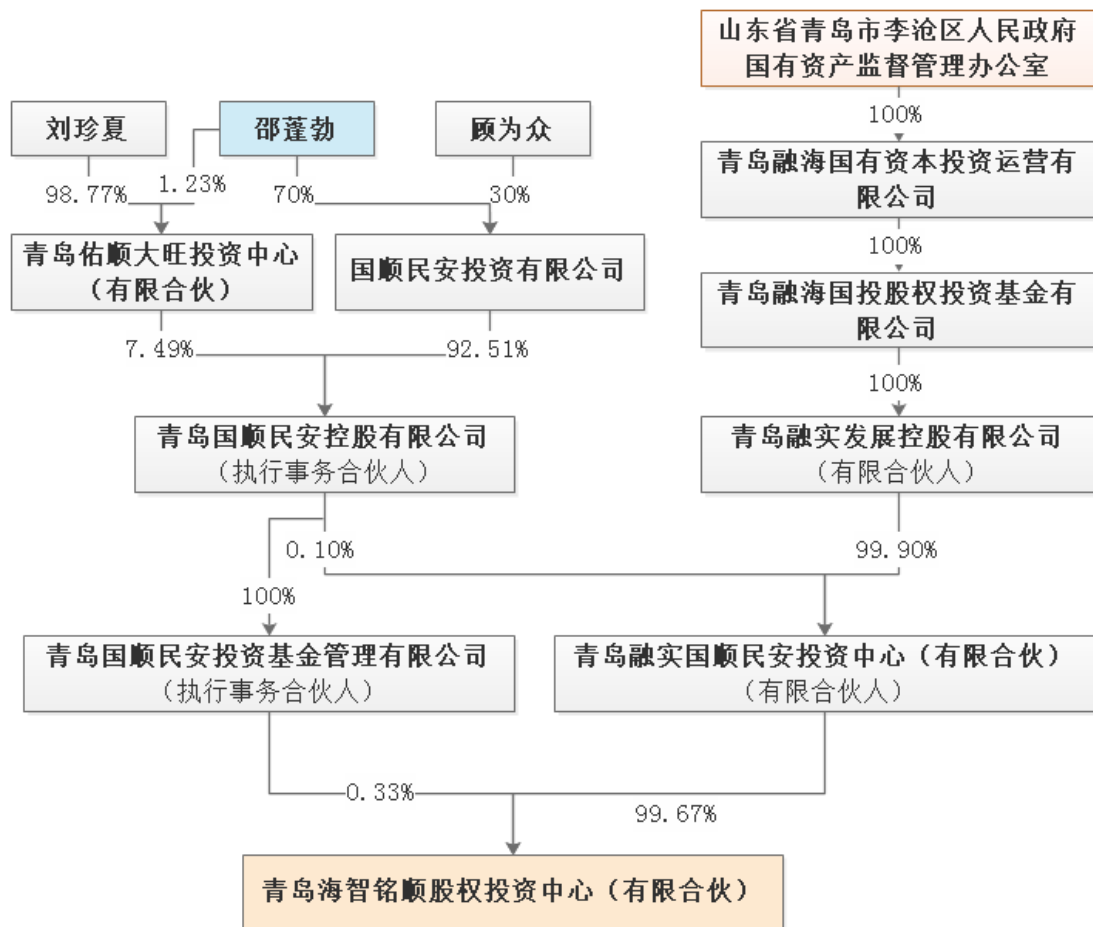 山东省青岛市李沧区人民政府
国有资产监督管理办公室
刘珍夏
邵蓬勃
顾为众
100%
98.77%
1.23%
70%
30%
青岛融海国有资本投资运营有
限公司
青岛佑顺大旺投资中心
（有限合伙）
国顺民安投资有限公司
100%
青岛融海国投股权投资基金有
限公司
7.49%
92.51%
100%
青岛国顺民安控股有限公司
（执行事务合伙人）
青岛融实发展控股有限公司
（有限合伙人）
0.10%
99.90%
100%
青岛国顺民安投资基金管理有限公司
（执行事务合伙人）
青岛融实国顺民安投资中心（有限合伙）
（有限合伙人）
0.33%
99.67%
青岛海智铭顺股权投资中心（有限合伙）